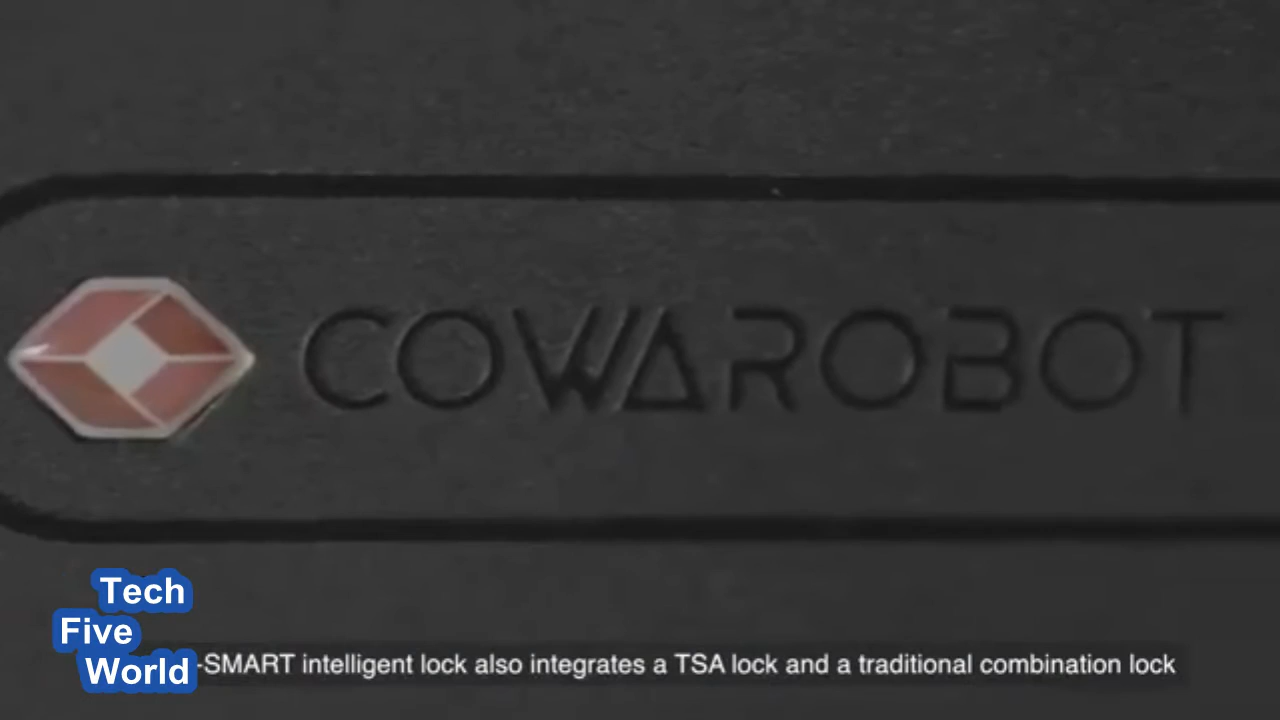 COWAROBOT
Tech
Five
World
-SMART intelligent lock also integrates a TSA lock and a traditional combination lock